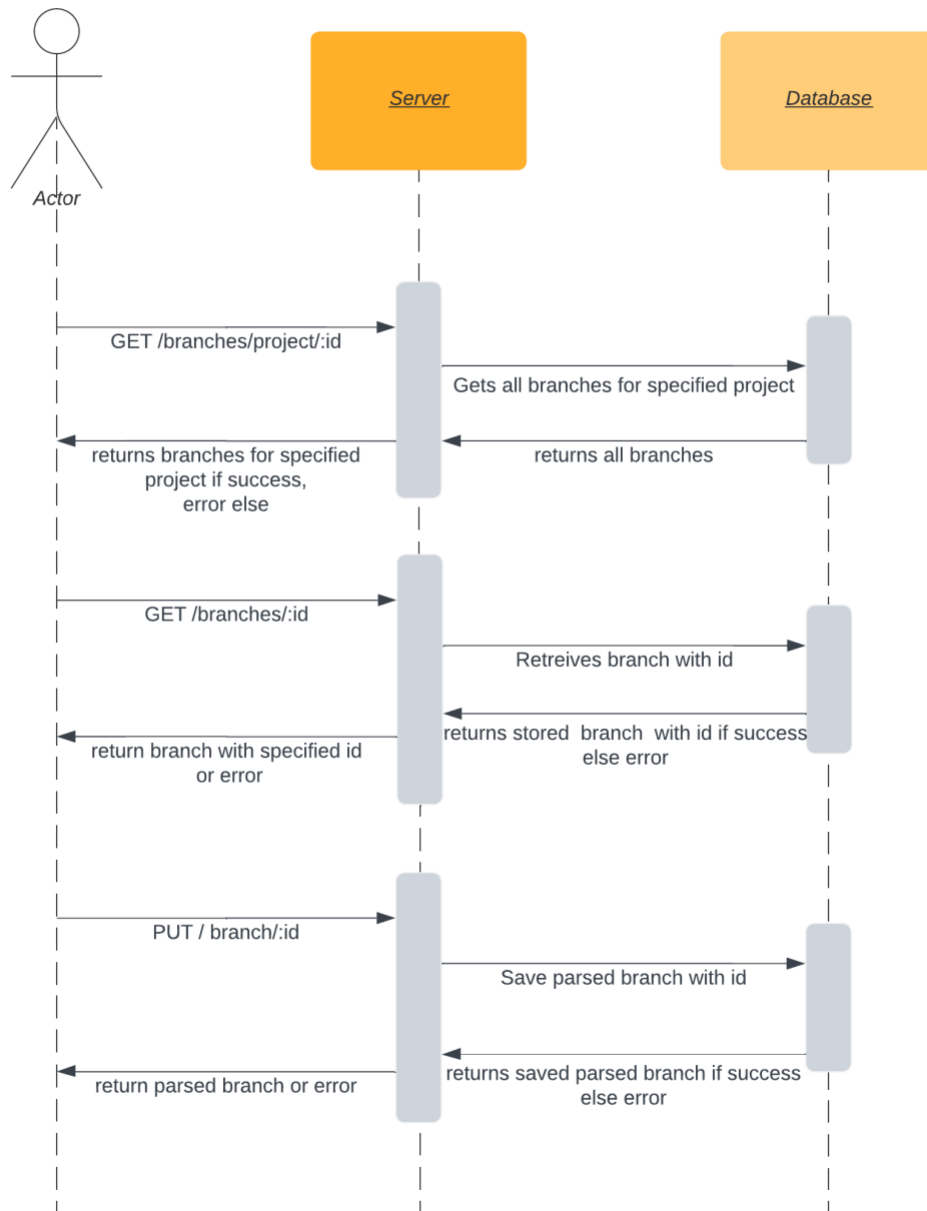 Server
Database
Actor
GET /branches/project/:id
Gets all branches for specified project
returns branches for specified
project if success,
error else
returns all branches
GET /branches/:id
Retreives branch with id
returns stored  branch  with id if success
else error
return branch with specified id
or error
PUT / branch/:id
Save parsed branch with id
returns saved parsed branch if success
else error
return parsed branch or error